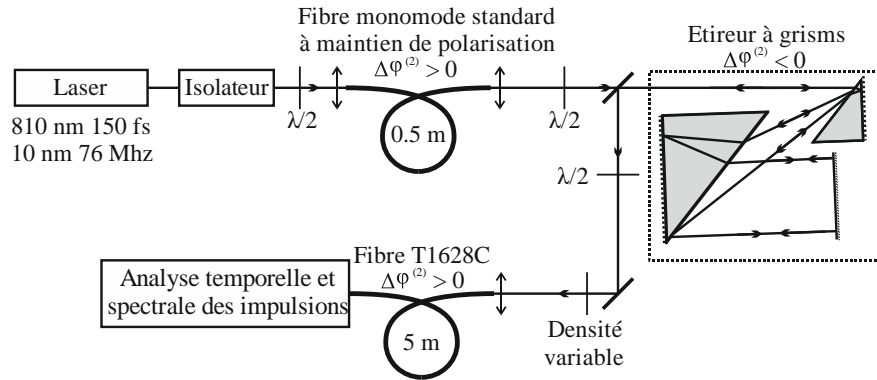 Fibre monomode standard
à maintien de polarisation
Δφ⁽²⁾ > 0
Etireur à grisms
Δφ⁽²⁾ < 0
Laser
Isolateur
λ/2
0.5 m
λ/2
810 nm 150 fs
10 nm 76 Mhz
λ/2
Fibre T1628C
Δφ⁽²⁾ > 0
Analyse temporelle et
spectrale des impulsions
5 m
Densité
variable